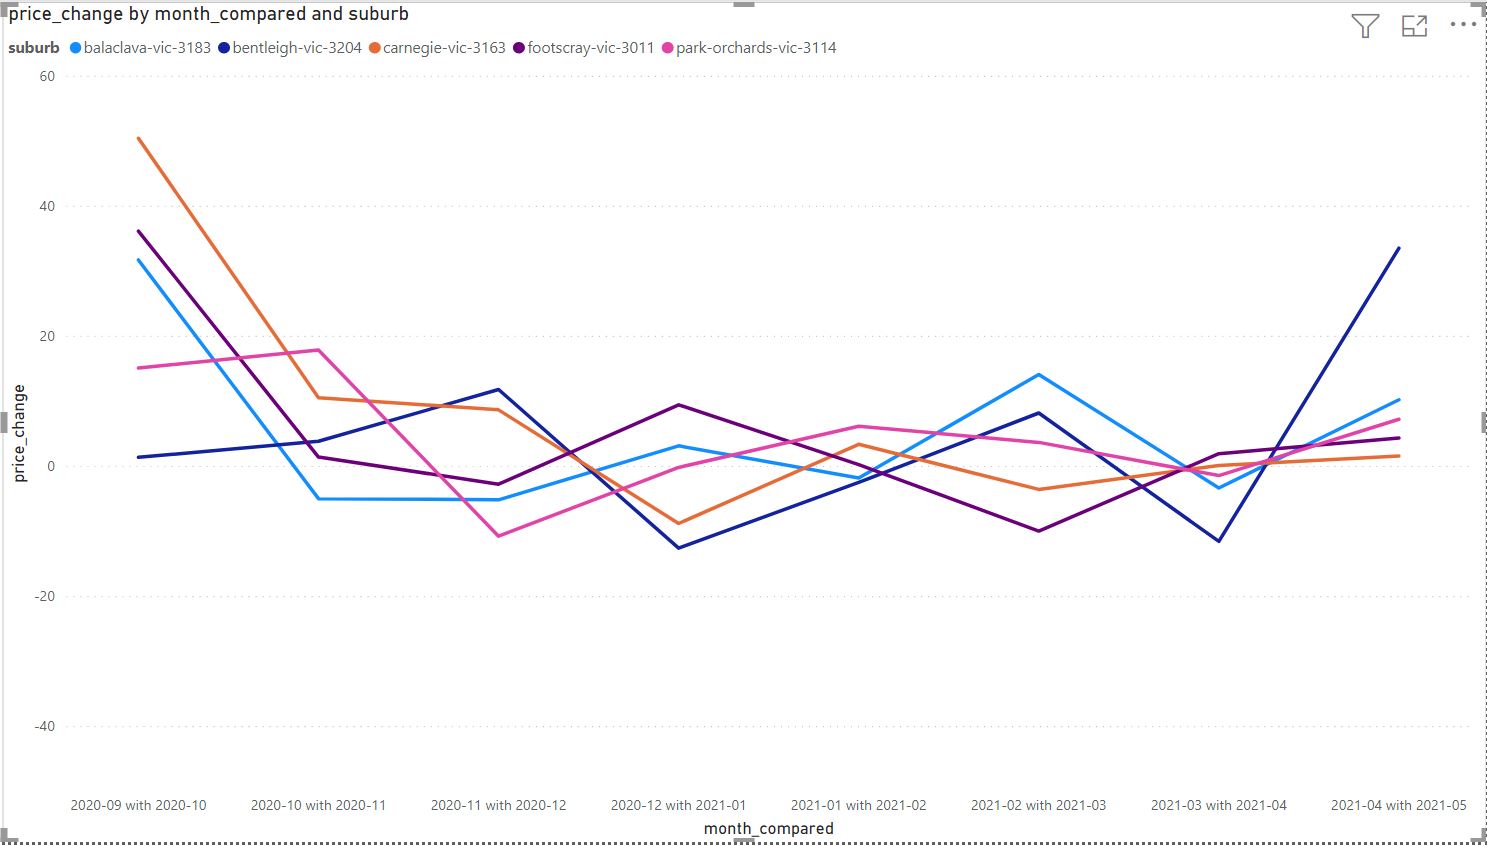 price_change by month_compared and suburb
suburb balaclava-vic-3183 bentleigh-vic-3204 carnegie-vic-3163 footscray-vic-3011 park-orchards-vic-3114
60
40
20
0
-20
-40
price_change
2020-09 with 2020-10 2020-10 with 2020-11 2020-11 with 2020-12 2020-12 with 2021-01 2021-01 with 2021-02 2021-02 with 2021-03 2021-03 with 2021-04 2021-04 with 2021-05
month_compared